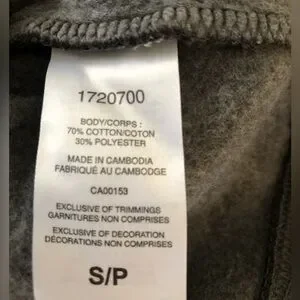 1720700
BODY/CORPS :
70% COTTON/COTON
30% POLYESTER
MADE IN CAMBODIA
FABRIQUÉ AU CAMBODGE
CA00153
EXCLUSIVE OF TRIMMINGS
GARNITURES NON COMPRISES
EXCLUSIVE OF DECORATION
DECORATIONS NON COMPRISES
S/P